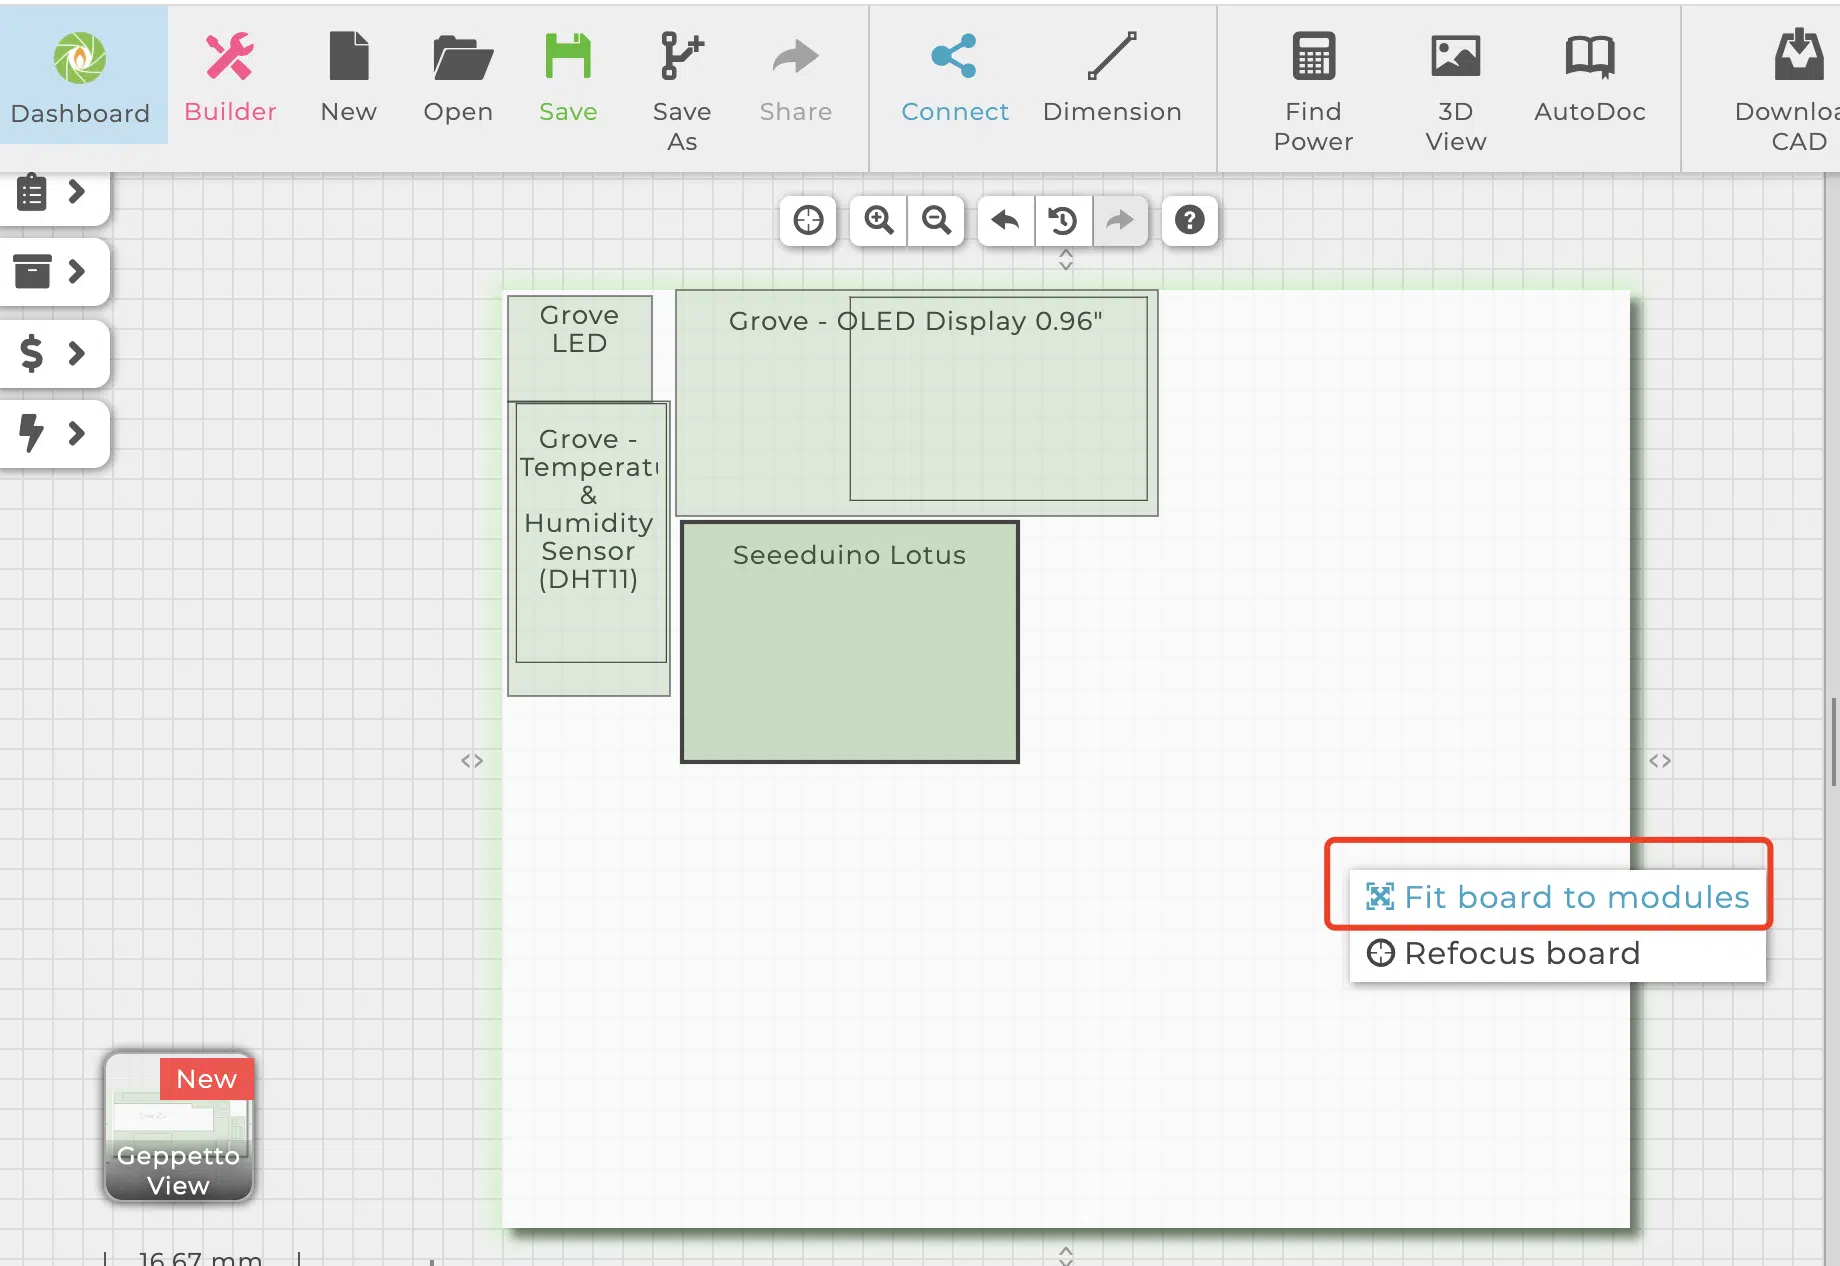 Dashboard
Builder
New
Open
Save
Save
As
Share
Connect
Dimension
Find
Power
3D
View
AutoDoc
CAD
Grove
LED
Grove - OLED Display 0.96"
Grove -
&
Humidity
Sensor
(DHT11)
Seeeduino Lotus
Fit board to modules
Refocus board
New
Geppetto
View
16.67 mm